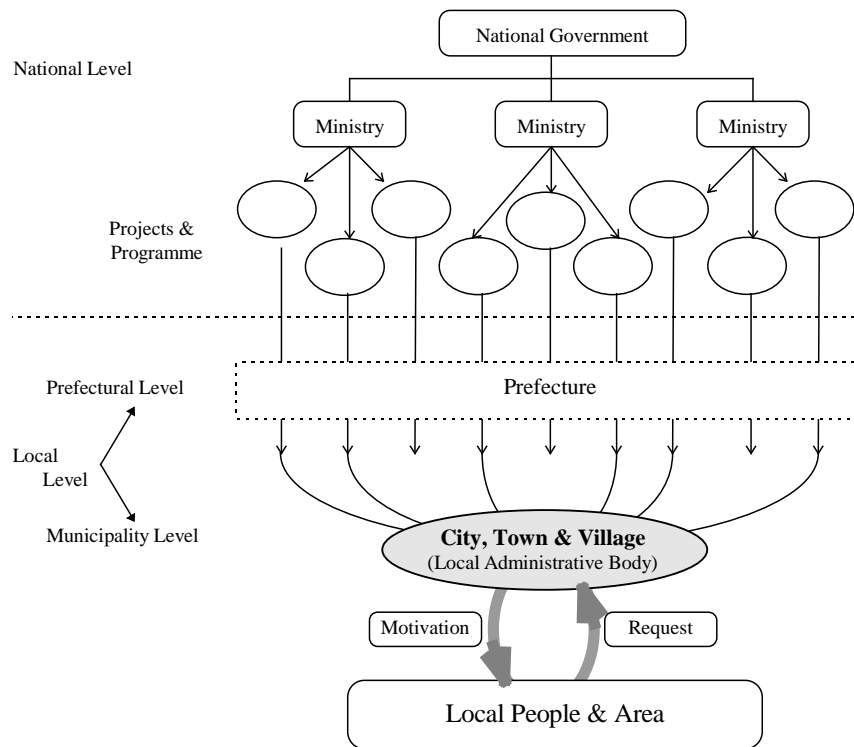 National Government
National Level
Ministry
Ministry
Ministry
Projects &
Programme
Prefectural Level
Prefecture
Local
Level
Municipality Level
City, Town & Village
(Local Administrative Body)
Motivation
Request
Local People & Area